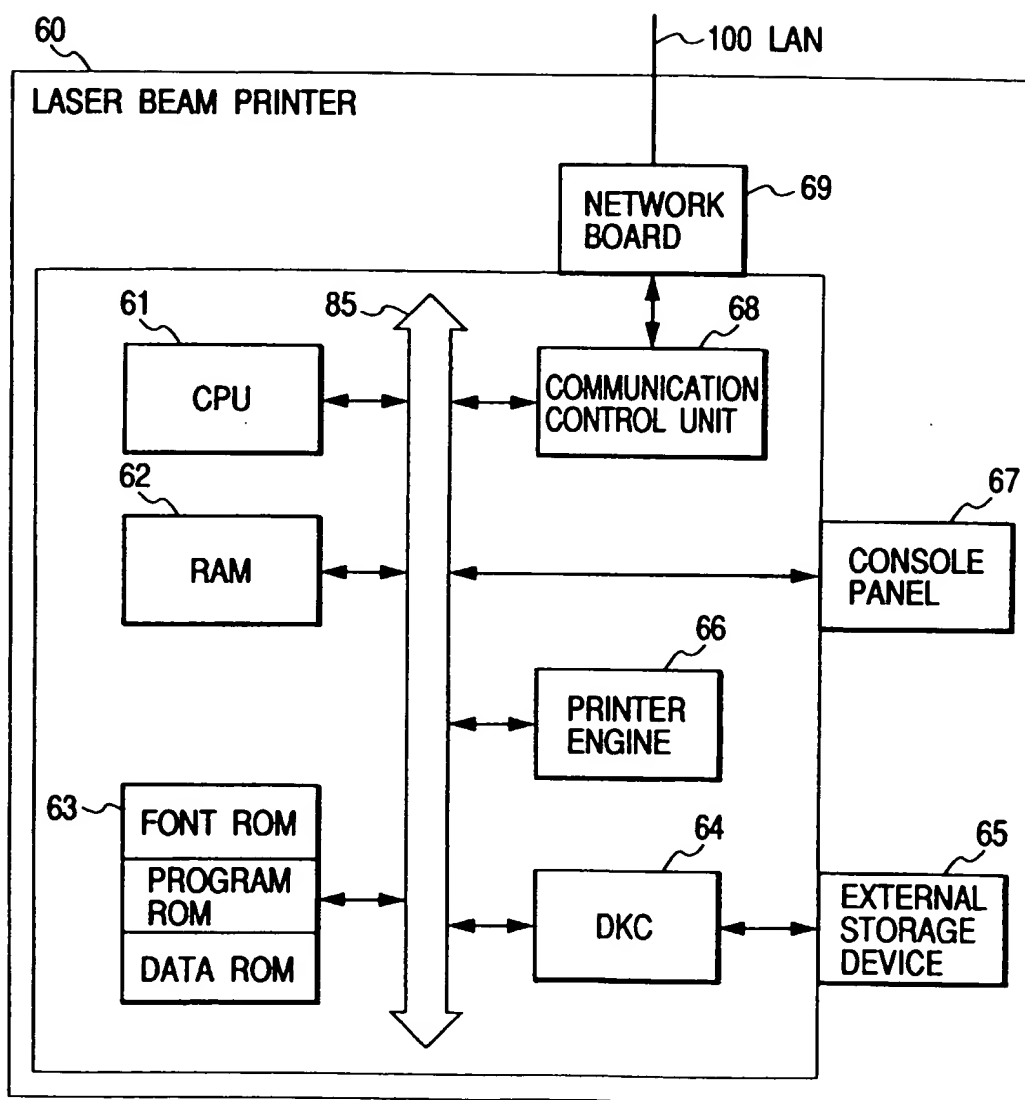 60
100 LAN
LASER BEAM PRINTER
69
NETWORK
BOARD
61
85
68
CPU
COMMUNICATION
CONTROL UNIT
62
67
RAM
CONSOLE
PANEL
66
PRINTER
ENGINE
63
FONT ROM
PROGRAM
ROM
DATA ROM
64
DKC
65
EXTERNAL
STORAGE
DEVICE